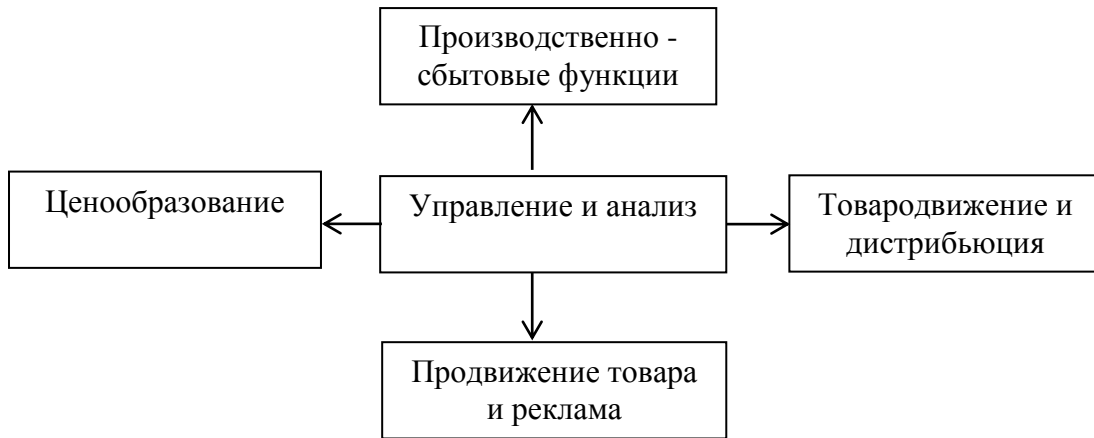 Производственно -
сбытовые функции
Ценообразование
Управление и анализ
Товародвижение и
дистрибьюция
Продвижение товара
и реклама